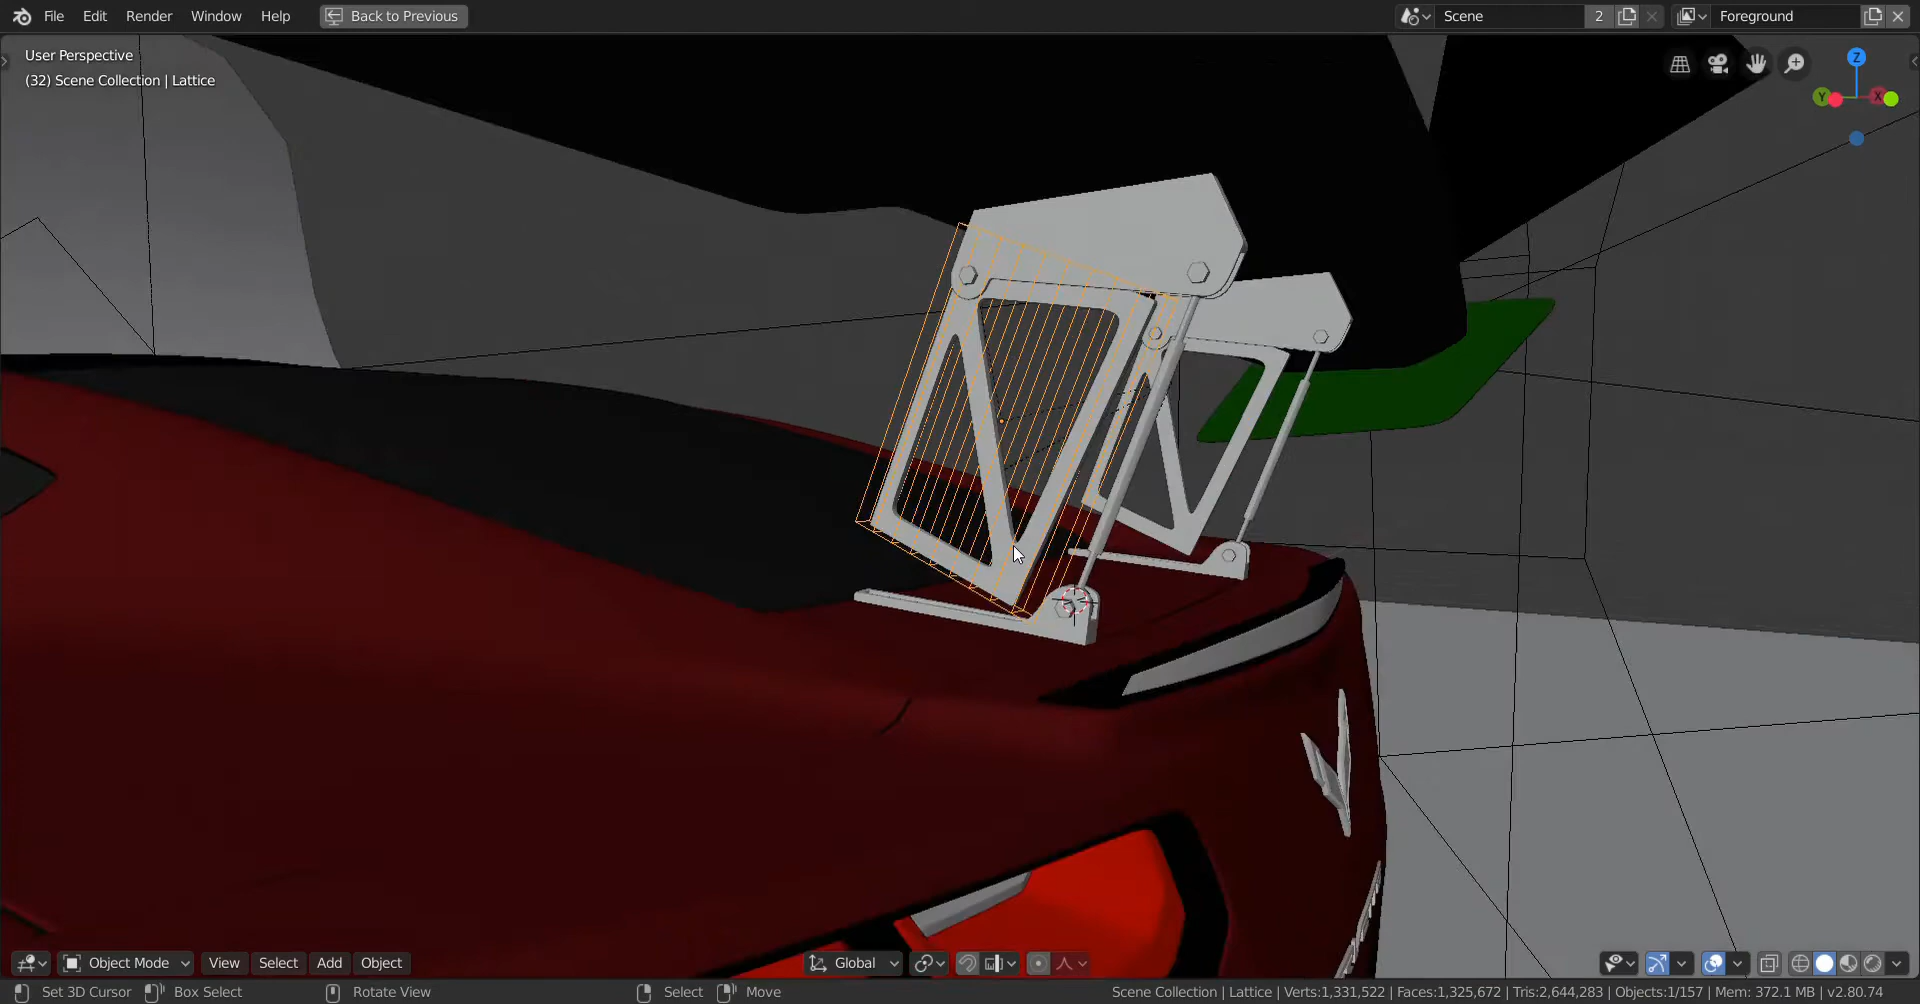 File Edit Render Window Help Back to Previous Scene 2 Foreground
User Perspective
(32) Scene Collection | Lattice
Z
Y X
Object Mode View Select Add Object Global
Set 3D Cursor Box Select Rotate View Select Move Scene Collection | Lattice | Verts:1,331,522 | Faces:1,325,672 | Tris:2,644,283 | Objects:1/157 | Mem: 372.1 MB | v2.80.74